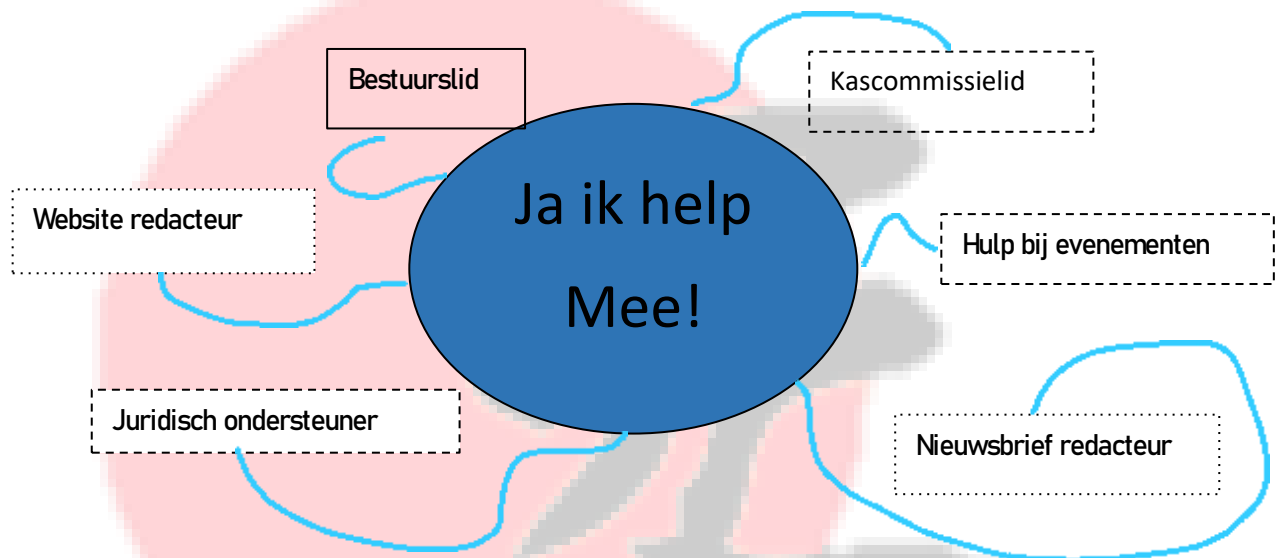 Bestuurslid
Kascommissielid
Ja ik help
Mee!
Website redacteur
Hulp bij evenementen
Juridisch ondersteuner
Nieuwsbrief redacteur